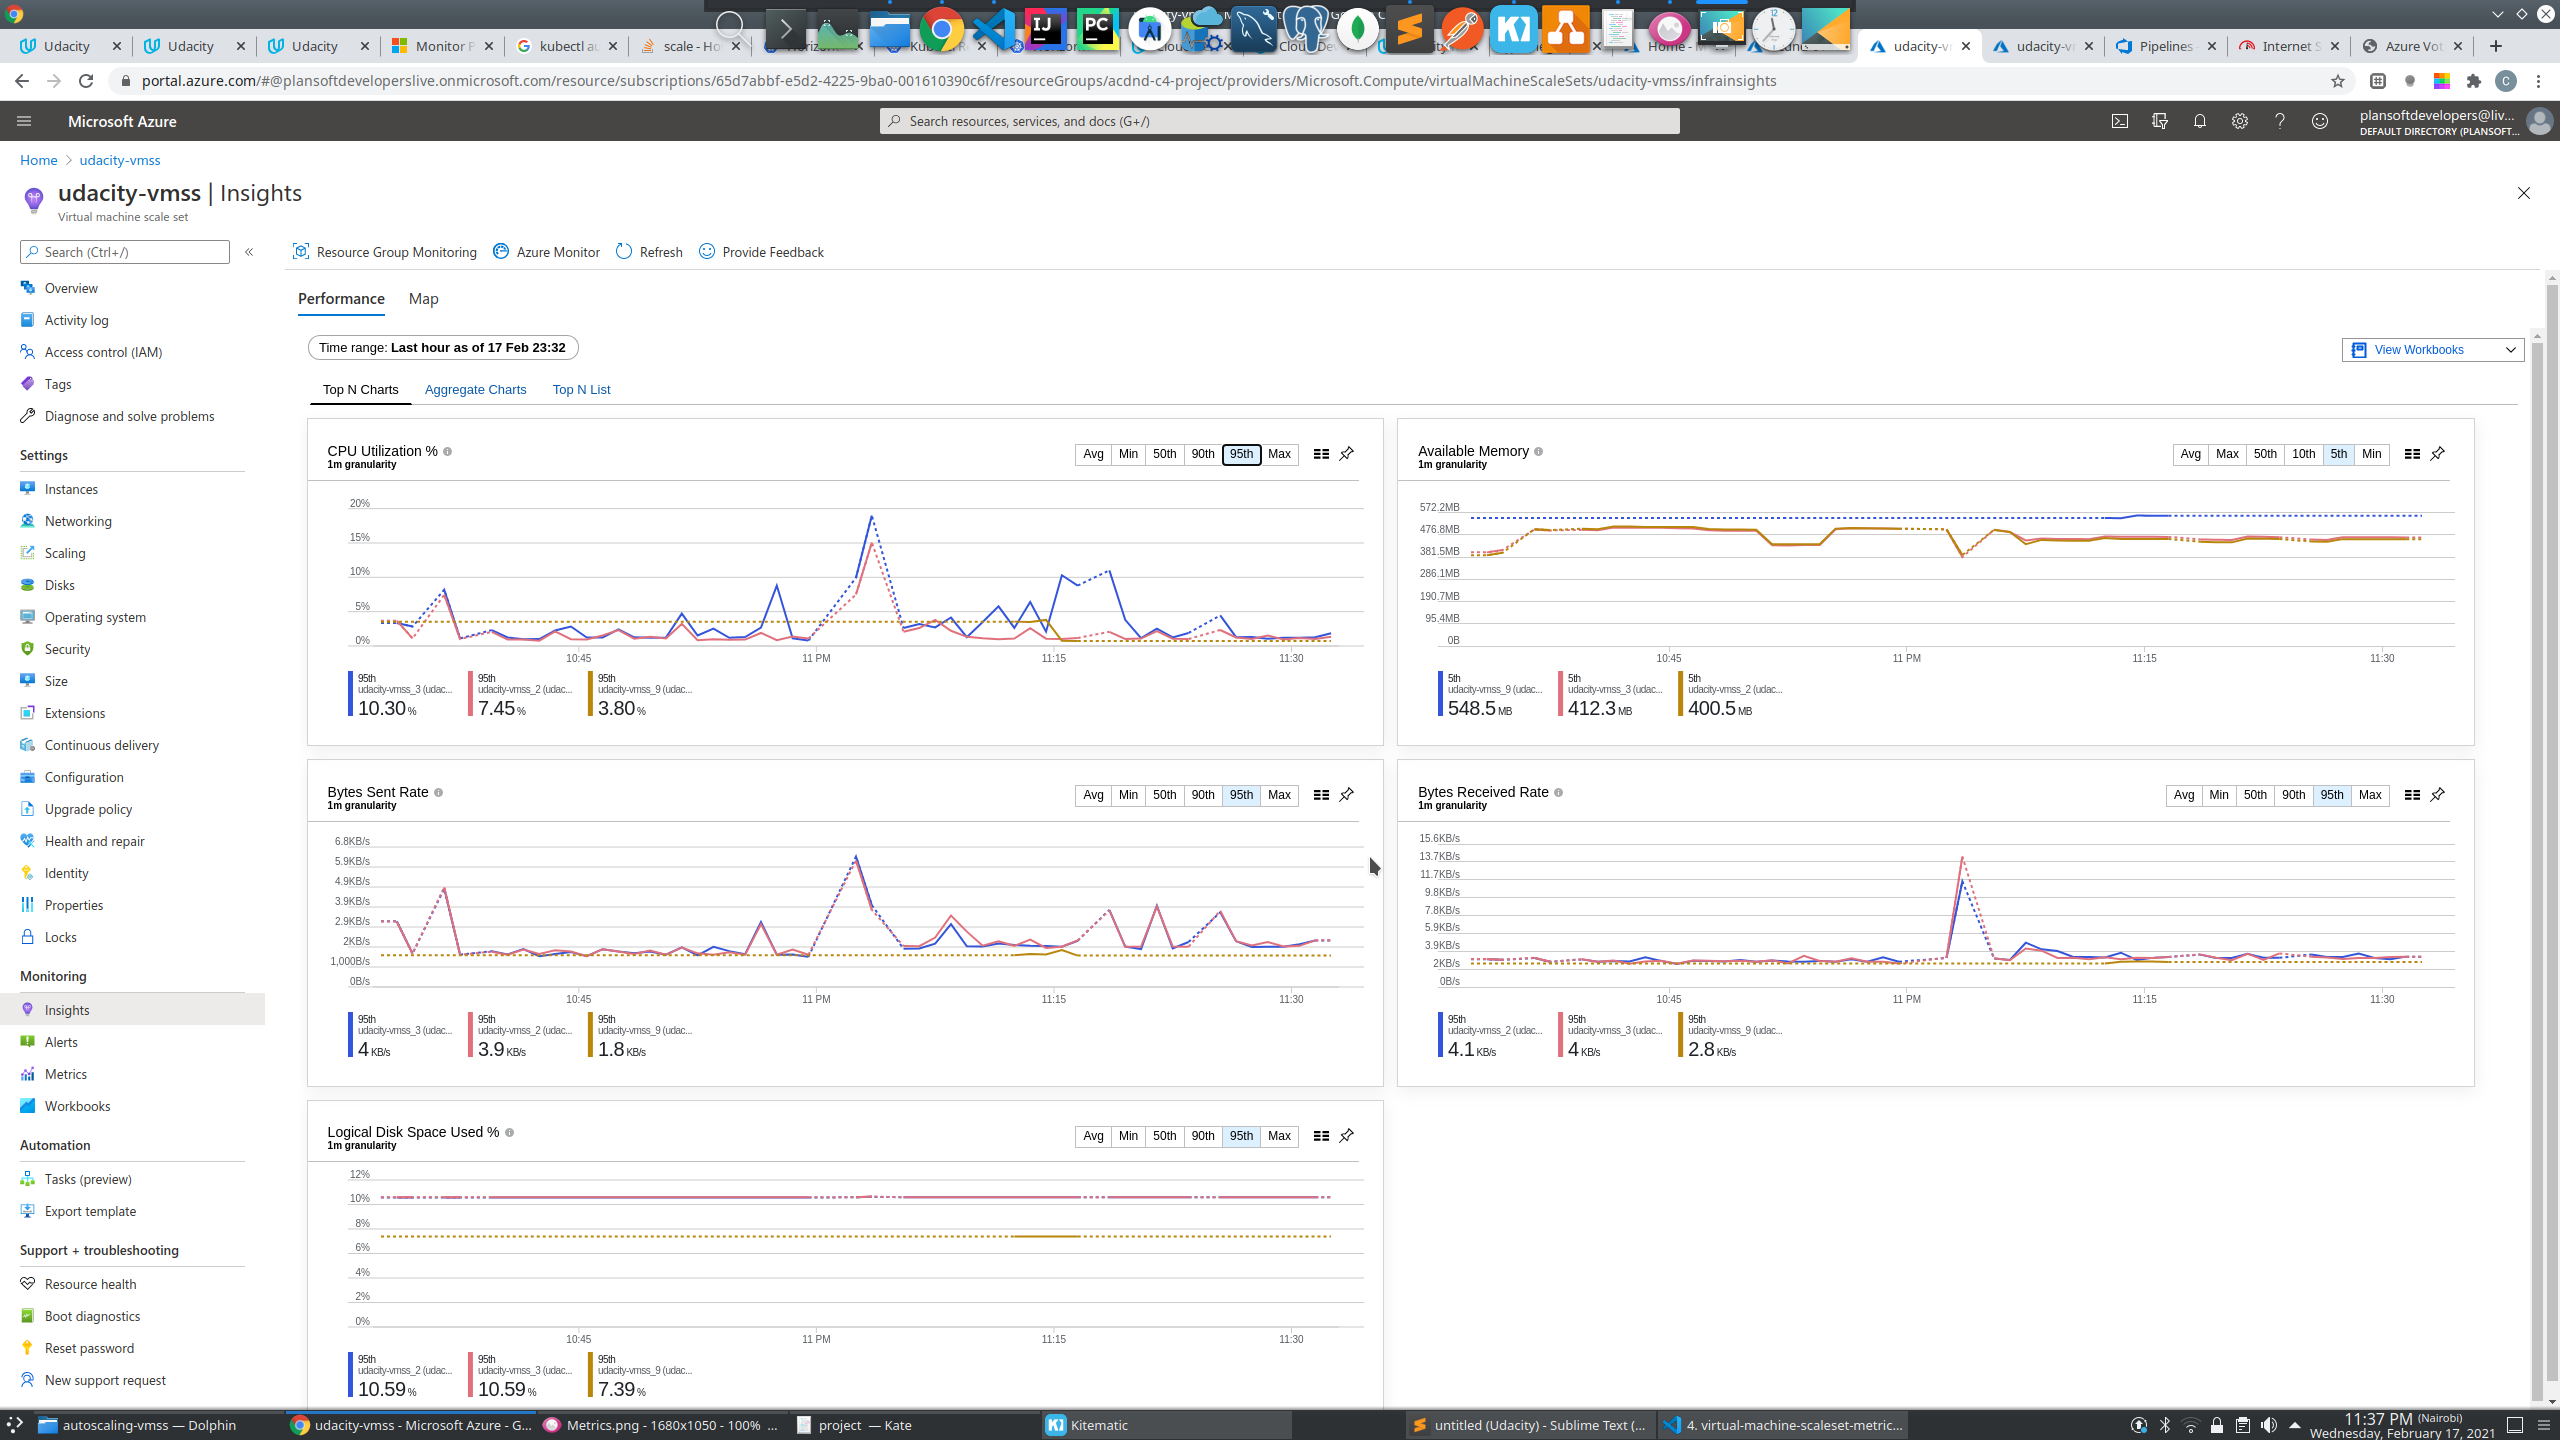 Udacity
Udacity
Udacity
Monitor P
kubectl au
scale - Ho
udacity-v
udacity-v
Pipelines
Internet S
Azure Vot
portal.azure.com/#@plansoftdeveloperslive.onmicrosoft.com/resource/subscriptions/65d7abbf-e5d2-4225-9ba0-001610390c6f/resourceGroups/acdnd-c4-project/providers/Microsoft.Compute/virtualMachineScaleSets/udacity-vmss/infrainsights
C
Microsoft Azure
Search resources, services, and docs (G+/)
plansoftdevelopers@liv...
DEFAULT DIRECTORY (PLANSOFT...
Home > udacity-vmss
udacity-vmss | Insights
Virtual machine scale set
Search (Ctrl+/)
Overview
Activity log
Access control (IAM)
Tags
Diagnose and solve problems
Settings
Instances
Networking
Scaling
Disks
Operating system
Security
Size
Extensions
Continuous delivery
Configuration
Upgrade policy
Health and repair
Identity
Properties
Locks
Monitoring
Insights
Alerts
Metrics
Workbooks
Automation
Tasks (preview)
Export template
Support + troubleshooting
Resource health
Boot diagnostics
Reset password
New support request
Resource Group Monitoring
Azure Monitor
Refresh
Provide Feedback
Performance
Map
Time range: Last hour as of 17 Feb 23:32
View Workbooks
Top N Charts
Aggregate Charts
Top N List
CPU Utilization %
1m granularity
Avg Min 50th 90th 95th Max
20%
15%
10%
5%
0%
10:45 11 PM 11:15 11:30
95th 95th 95th
udacity-vmss_3 (udac... udacity-vmss_2 (udac... udacity-vmss_9 (udac...
10.30 % 7.45 % 3.80 %
Available Memory
1m granularity
Avg Max 50th 10th 5th Min
572.2MB
476.8MB
381.5MB
286.1MB
190.7MB
95.4MB
0B
10:45 11 PM 11:15 11:30
5th 5th 5th
udacity-vmss_9 (udac... udacity-vmss_3 (udac... udacity-vmss_2 (udac...
548.5 MB 412.3 MB 400.5 MB
Bytes Sent Rate
1m granularity
Avg Min 50th 90th 95th Max
6.8KB/s
5.9KB/s
4.9KB/s
3.9KB/s
2.9KB/s
2KB/s
1,000B/s
0B/s
10:45 11 PM 11:15 11:30
95th 95th 95th
udacity-vmss_3 (udac... udacity-vmss_2 (udac... udacity-vmss_9 (udac...
4 KB/s 3.9 KB/s 1.8 KB/s
Bytes Received Rate
1m granularity
Avg Min 50th 90th 95th Max
15.6KB/s
13.7KB/s
11.7KB/s
9.8KB/s
7.8KB/s
5.9KB/s
3.9KB/s
2KB/s
0B/s
10:45 11 PM 11:15 11:30
95th 95th 95th
udacity-vmss_2 (udac... udacity-vmss_3 (udac... udacity-vmss_9 (udac...
4.1 KB/s 4 KB/s 2.8 KB/s
Logical Disk Space Used %
1m granularity
Avg Min 50th 90th 95th Max
12%
10%
8%
6%
4%
2%
0%
10:45 11 PM 11:15 11:30
95th 95th 95th
udacity-vmss_2 (udac... udacity-vmss_3 (udac... udacity-vmss_9 (udac...
10.59 % 10.59 % 7.39 %
autoscaling-vmss — Dolphin
udacity-vmss - Microsoft Azure - G...
Metrics.png - 1680x1050 - 100% ...
project — Kate
Kitematic
untitled (Udacity) - Sublime Text (...
4. virtual-machine-scaleset-metric...
11:37 PM (Nairobi)
Wednesday, February 17, 2021